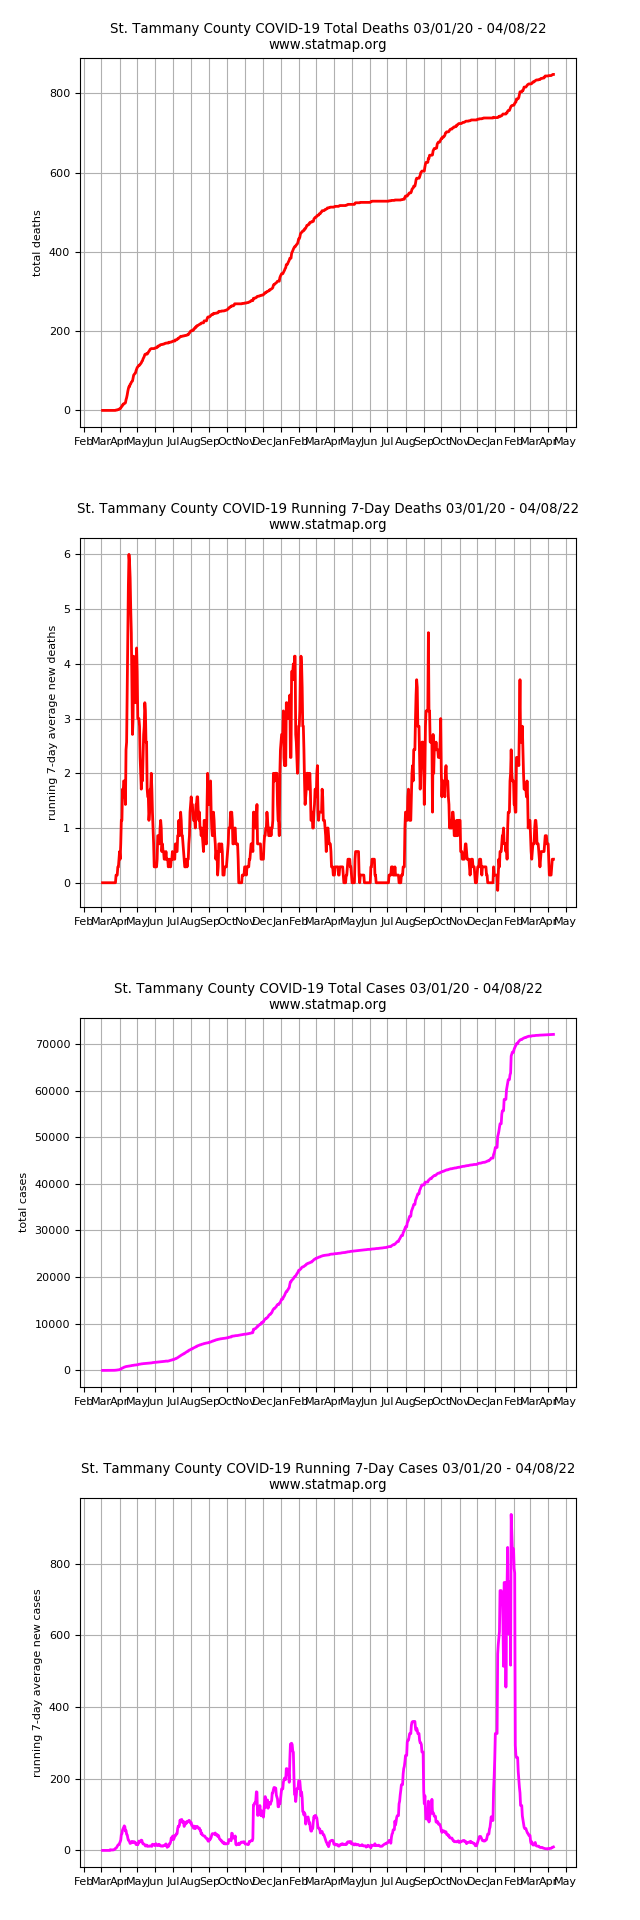 St. Tammany County COVID-19 Total Deaths 03/01/20 - 04/08/22
www.statmap.org
total deaths
800
600
400
200
0
Feb Mar Apr May Jun Jul Aug Sep Oct Nov Dec Jan Feb Mar Apr May Jun Jul Aug Sep Oct Nov Dec Jan Feb Mar Apr May
St. Tammany County COVID-19 Running 7-Day Deaths 03/01/20 - 04/08/22
www.statmap.org
running 7-day average new deaths
6
5
4
3
2
1
0
Feb Mar Apr May Jun Jul Aug Sep Oct Nov Dec Jan Feb Mar Apr May Jun Jul Aug Sep Oct Nov Dec Jan Feb Mar Apr May
St. Tammany County COVID-19 Total Cases 03/01/20 - 04/08/22
www.statmap.org
total cases
70000
60000
50000
40000
30000
20000
10000
0
Feb Mar Apr May Jun Jul Aug Sep Oct Nov Dec Jan Feb Mar Apr May Jun Jul Aug Sep Oct Nov Dec Jan Feb Mar Apr May
St. Tammany County COVID-19 Running 7-Day Cases 03/01/20 - 04/08/22
www.statmap.org
running 7-day average new cases
800
600
400
200
0
Feb Mar Apr May Jun Jul Aug Sep Oct Nov Dec Jan Feb Mar Apr May Jun Jul Aug Sep Oct Nov Dec Jan Feb Mar Apr May